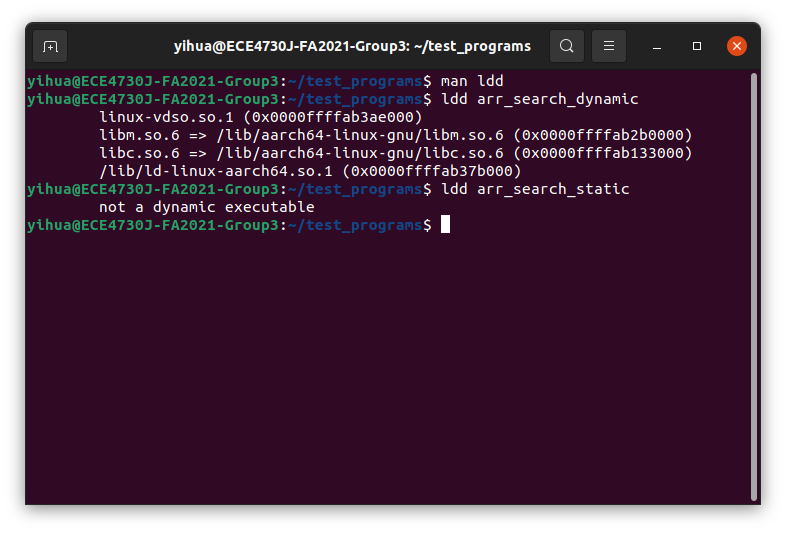 yihua@ECE4730J-FA2021-Group3: ~/test_programs
yihua@ECE4730J-FA2021-Group3:~/test_programs$ man ldd
yihua@ECE4730J-FA2021-Group3:~/test_programs$ ldd arr_search_dynamic
linux-vdso.so.1 (0x0000ffffab3ae000)
libm.so.6 => /lib/aarch64-linux-gnu/libm.so.6 (0x0000ffffab2b0000)
libc.so.6 => /lib/aarch64-linux-gnu/libc.so.6 (0x0000ffffab133000)
/lib/ld-linux-aarch64.so.1 (0x0000ffffab37b000)
yihua@ECE4730J-FA2021-Group3:~/test_programs$ ldd arr_search_static
not a dynamic executable
yihua@ECE4730J-FA2021-Group3:~/test_programs$